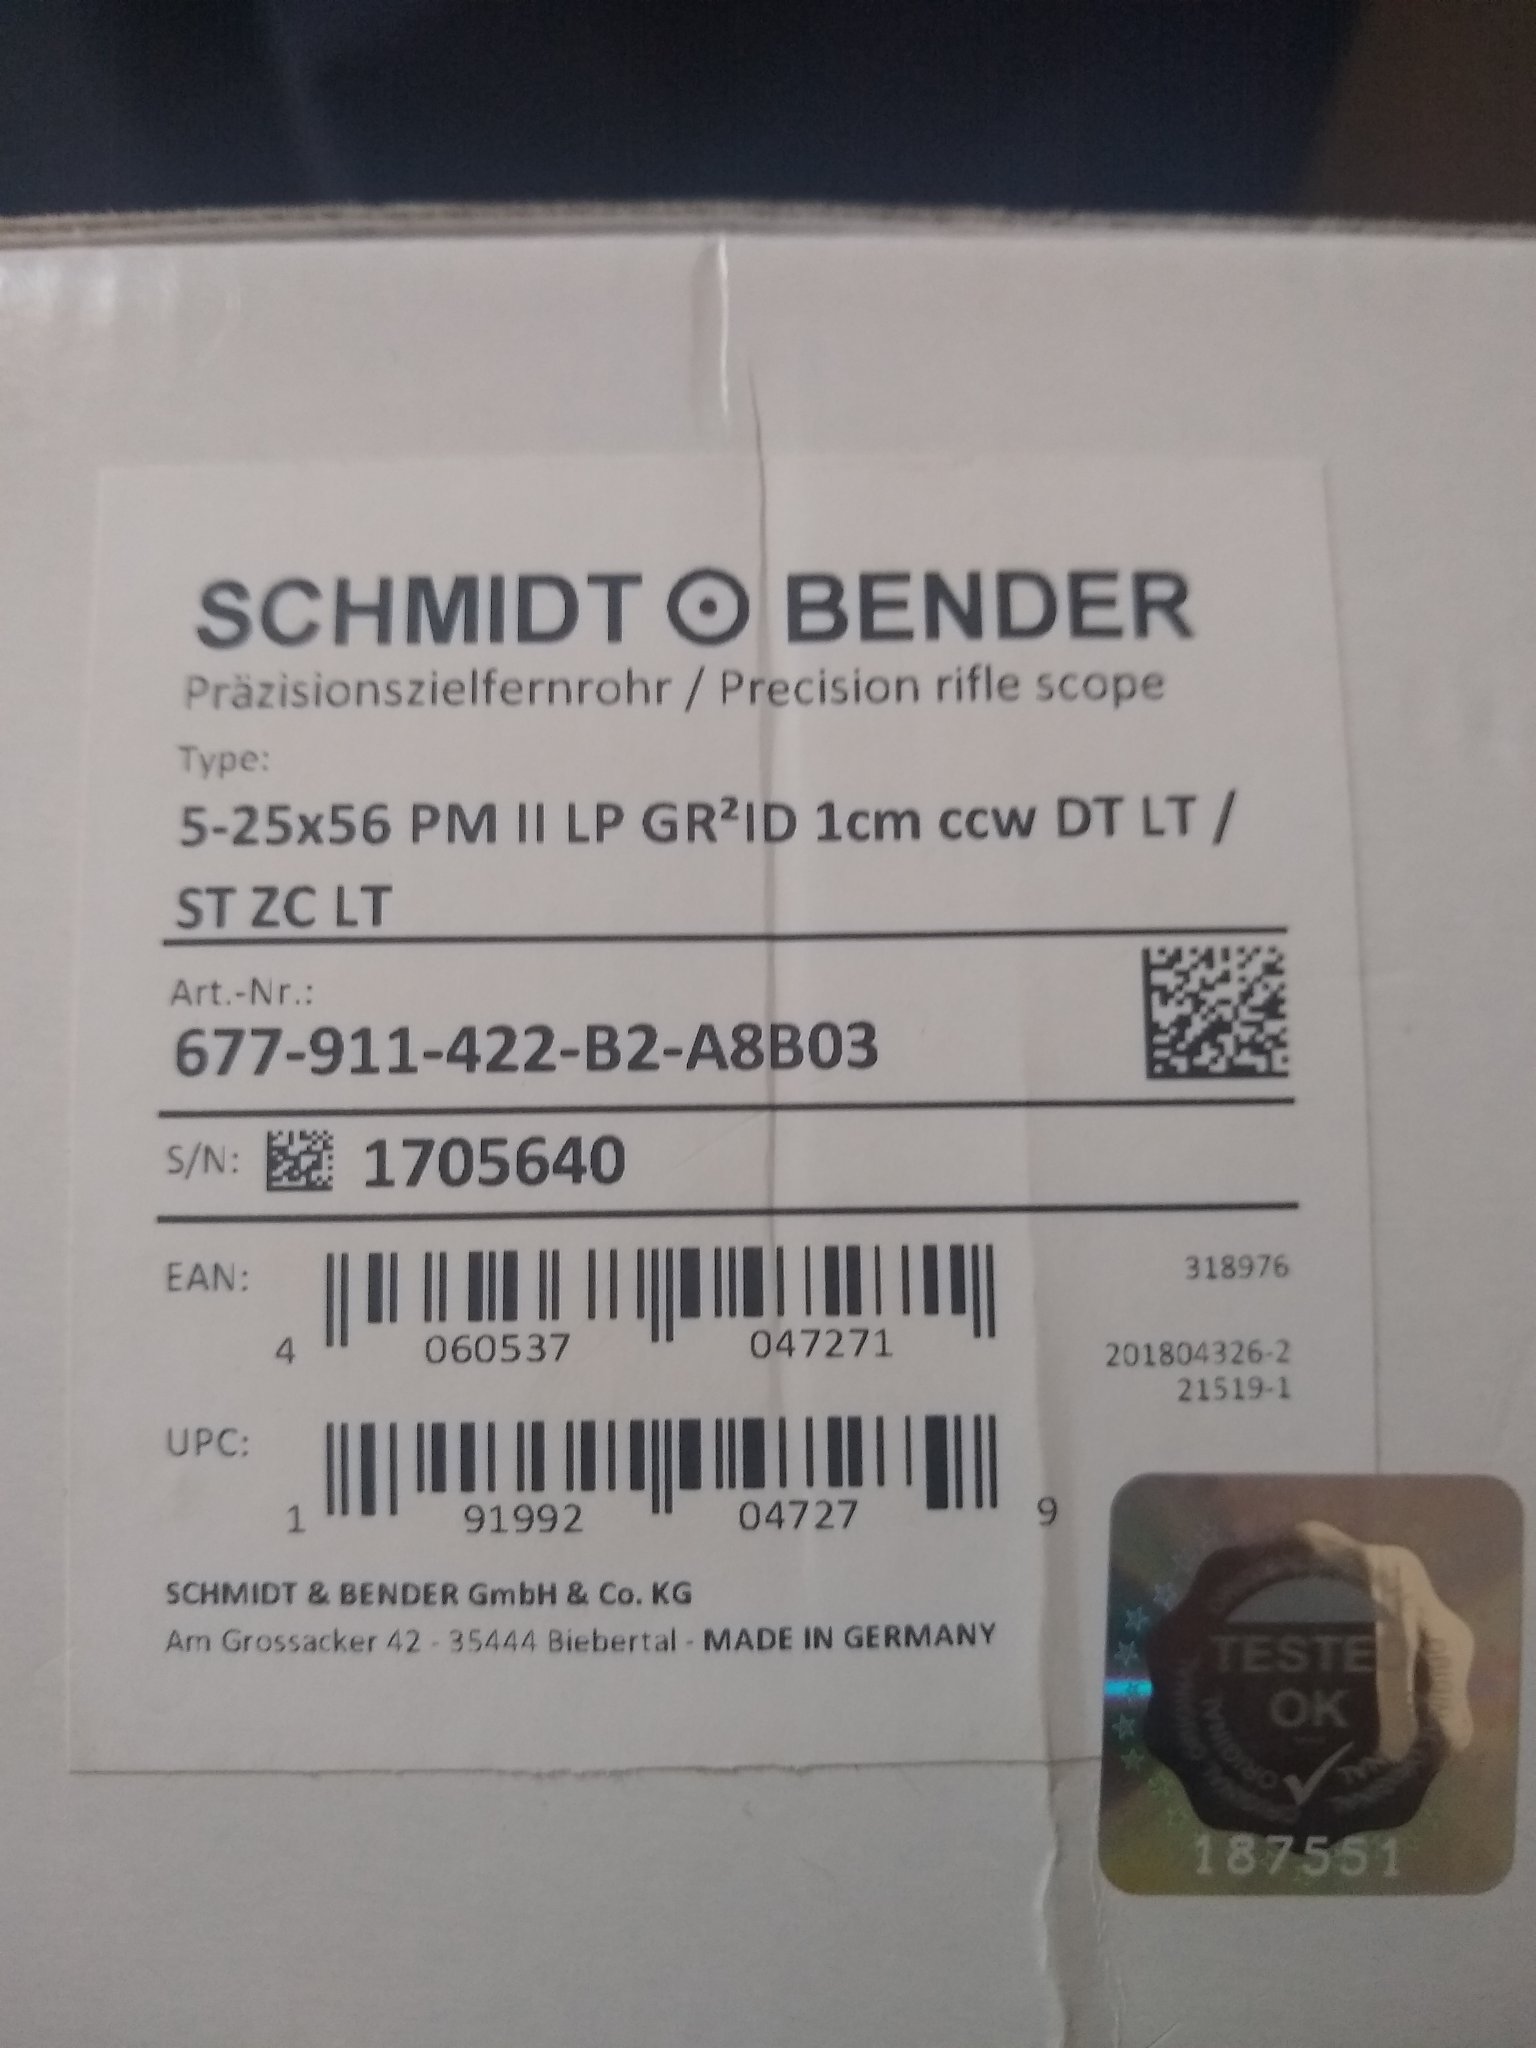 SCHMIDT BENDER
Präzisionszielfernrohr / Precision rifle scope
Type:
5-25x56 PM II LP GR²ID 1cm ccw DT LT /
ST ZC LT
Art.-Nr.:
677-911-422-B2-A8B03
S/N: 1705640
EAN:
4 060537 047271
318976
201804326-2
21519-1
UPC:
1 91992 04727 9
SCHMIDT & BENDER GmbH & Co. KG
Am Grossacker 42 - 35444 Biebertal - MADE IN GERMANY
TESTE
OK
ORIGINAL
187551